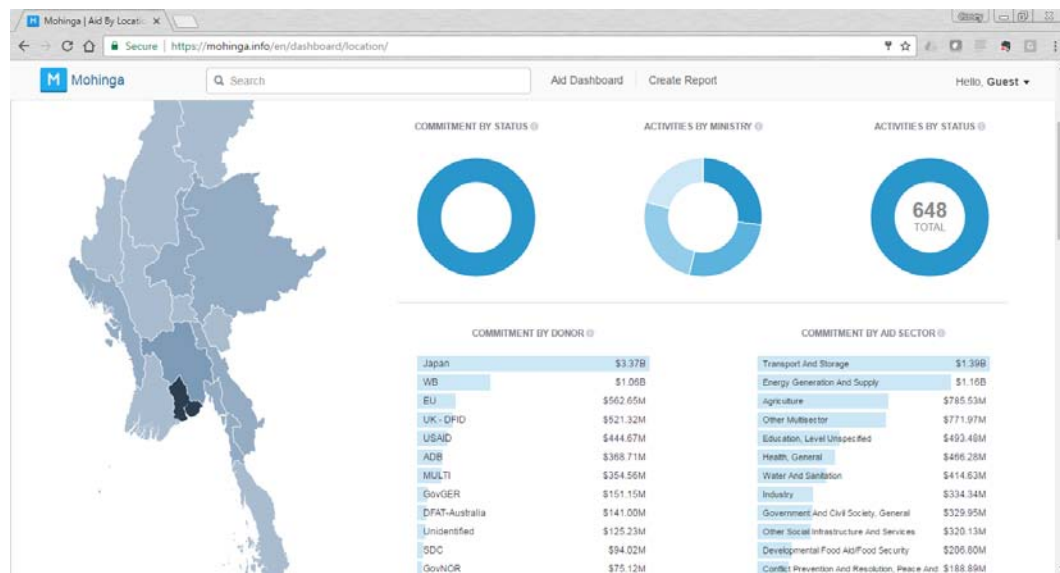 Mohinga | Aid By Locatio
Secure | https://mohinga.info/en/dashboard/location/
M Mohinga
Search
Aid Dashboard
Create Report
Hello, Guest
COMMITMENT BY STATUS
ACTIVITIES BY MINISTRY
ACTIVITIES BY STATUS
648
TOTAL
COMMITMENT BY DONOR
Japan $3.37B
WB $1.06B
EU $562.65M
UK - DFID $521.32M
USAID $444.67M
ADB $368.71M
MULTI $354.56M
GovGER $151.15M
DFAT-Australia $141.00M
Unidentified $125.23M
SDC $94.02M
GovNOR $75.12M
COMMITMENT BY AID SECTOR
Transport And Storage $1.39B
Energy Generation And Supply $1.16B
Agriculture $785.53M
Other Multisector $771.97M
Education, Level Unspecified $493.48M
Health, General $466.28M
Water And Sanitation $414.63M
Industry $334.34M
Government And Civil Society, General $329.95M
Other Social Infrastructure And Services $320.13M
Developmental Food Aid/Food Security $206.60M
Conflict Prevention And Resolution, Peace And $188.89M